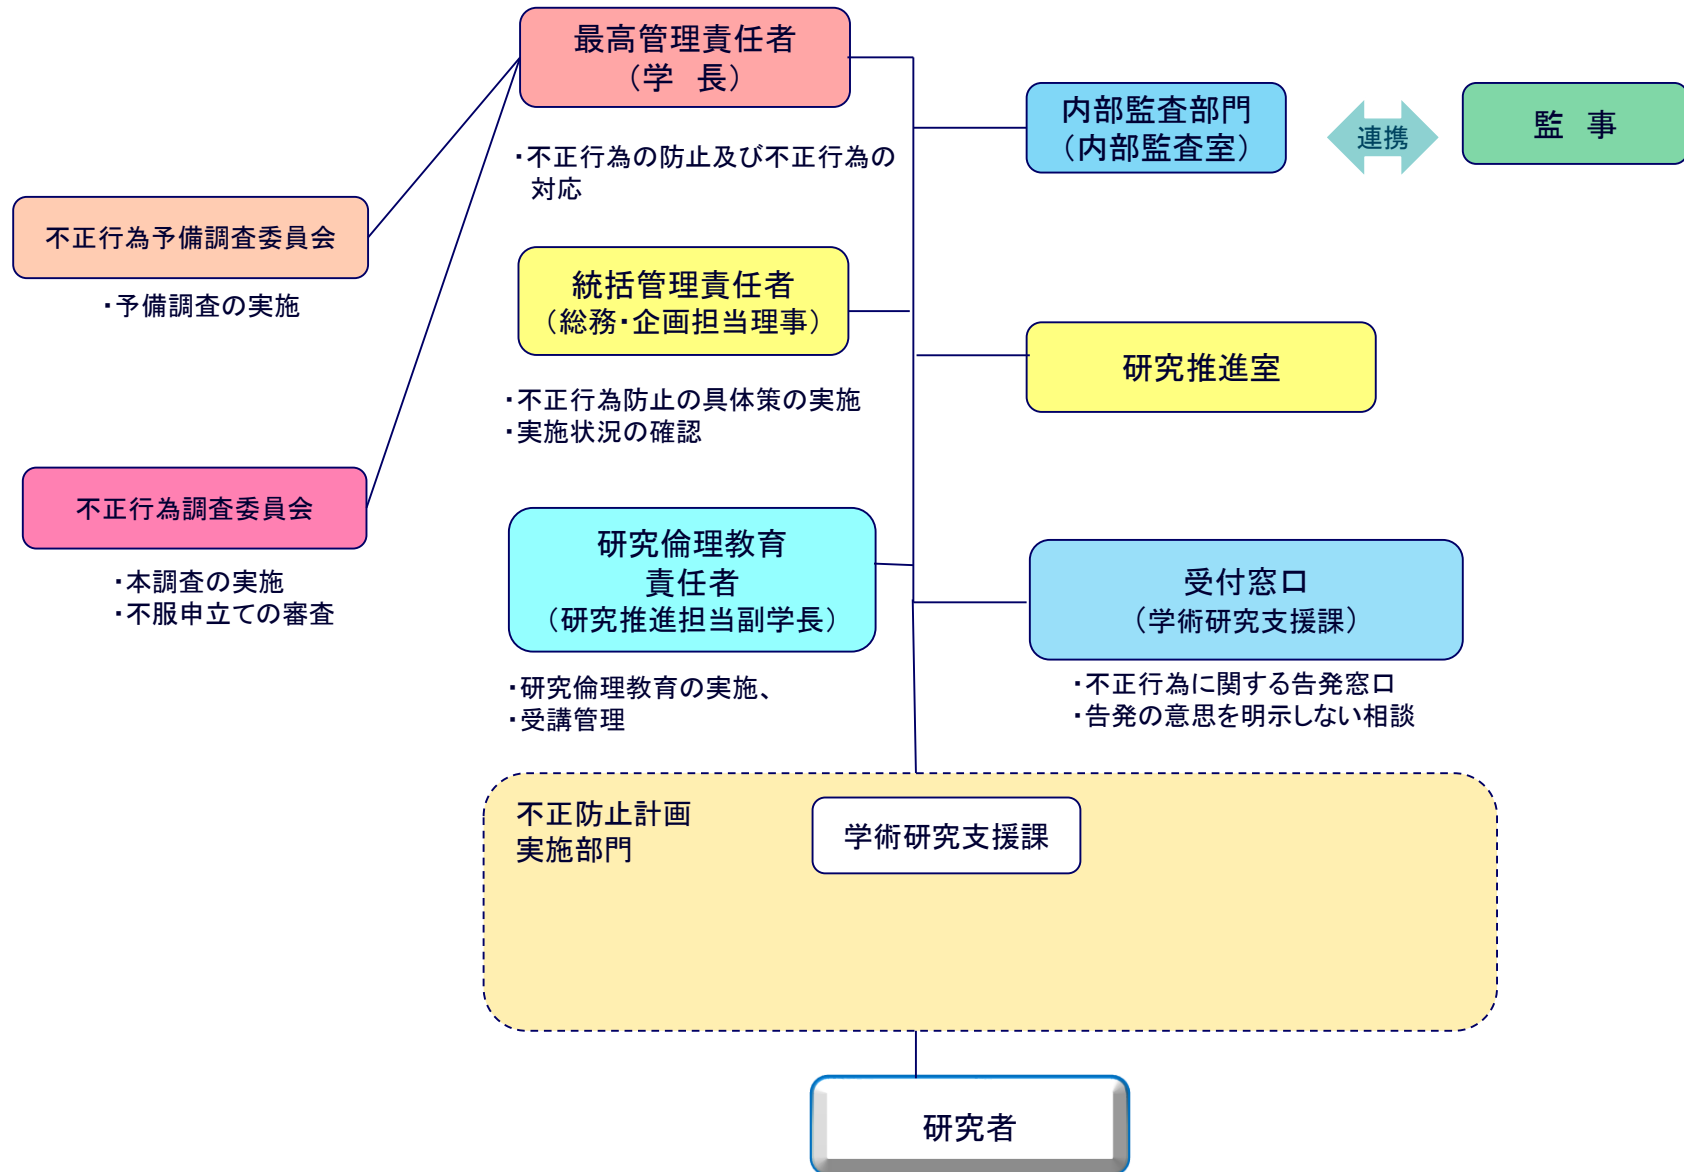 最高管理責任者
(学 長)
・不正行為の防止及び不正行為の
対応
内部監査部門
(内部監査室)
連携
監 事
不正行為予備調査委員会
・予備調査の実施
統括管理責任者
(総務・企画担当理事)
・不正行為防止の具体策の実施
・実施状況の確認
研究推進室
不正行為調査委員会
・本調査の実施
・不服申立ての審査
研究倫理教育
責任者
(研究推進担当副学長)
・研究倫理教育の実施、
・受講管理
受付窓口
(学術研究支援課)
・不正行為に関する告発窓口
・告発の意思を明示しない相談
不正防止計画
実施部門
学術研究支援課
研究者